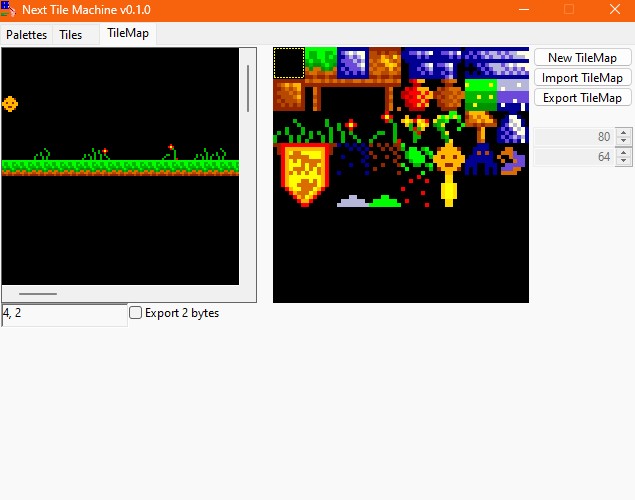 Next Tile Machine v0.1.0
Palettes Tiles TileMap
New TileMap
Import TileMap
Export TileMap
80
64
4, 2
Export 2 bytes